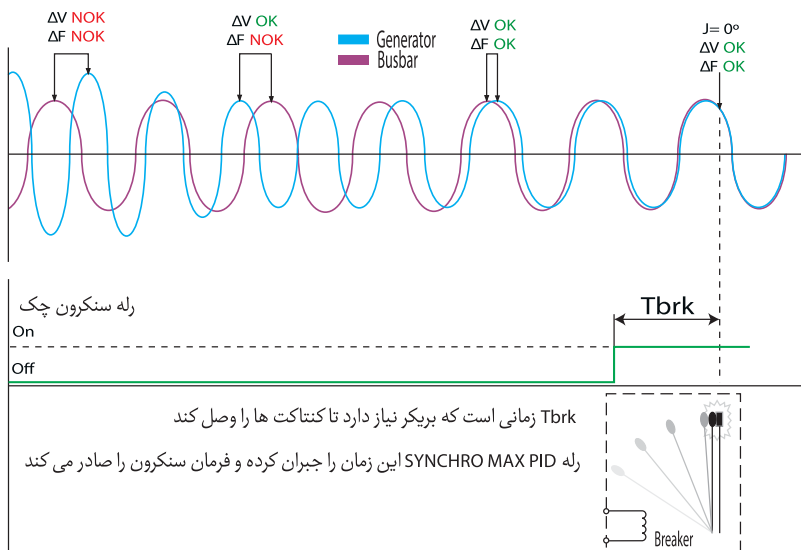 ΔV NOK
ΔF NOK
ΔV OK
ΔF NOK
Generator
Busbar
ΔV OK
ΔF OK
J= 0º
ΔV OK
ΔF OK
رله سنکرون چک
On
Off
Tbrk
Tbrk زمانی است که بریکر نیاز دارد تا کنتاکت ها را وصل کند
رله SYNCHRO MAX PID این زمان را جبران کرده و فرمان سنکرون را صادر می کند
Breaker